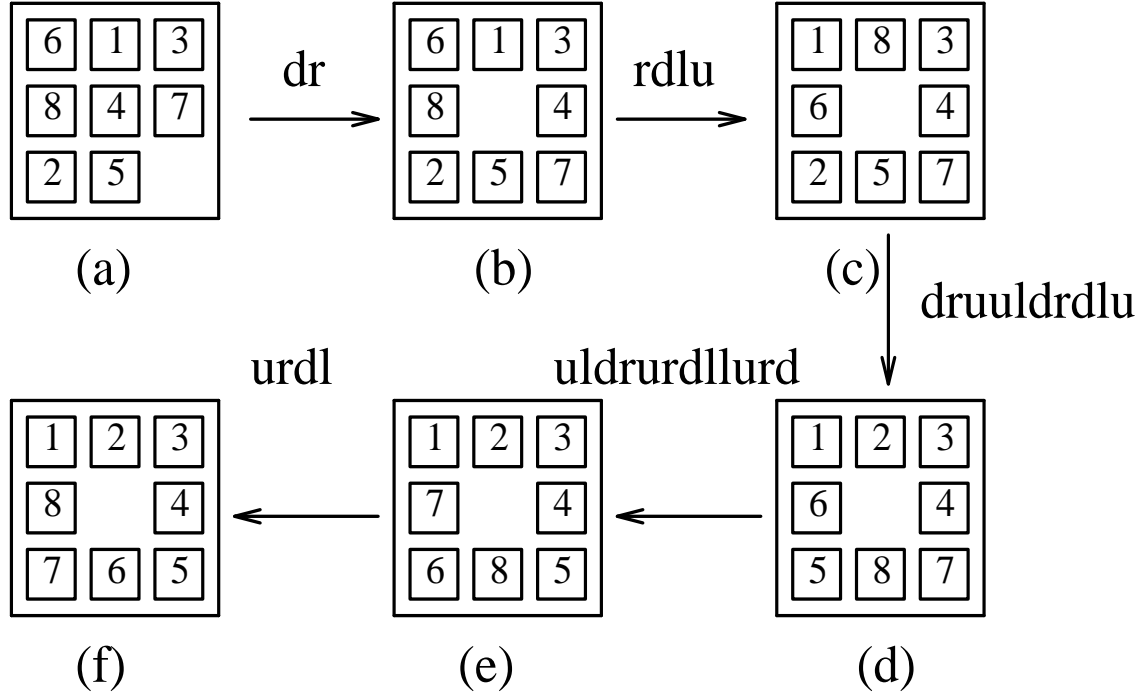 6 1 3
8 4 7
2 5
(a)
dr
6 1 3
8 4
2 5 7
(b)
rdlu
1 8 3
6 4
2 5 7
(c)
druuldrdlu
1 2 3
6 4
5 8 7
(d)
uldrurdllurd
1 2 3
7 4
6 8 5
(e)
urdl
1 2 3
8 4
7 6 5
(f)